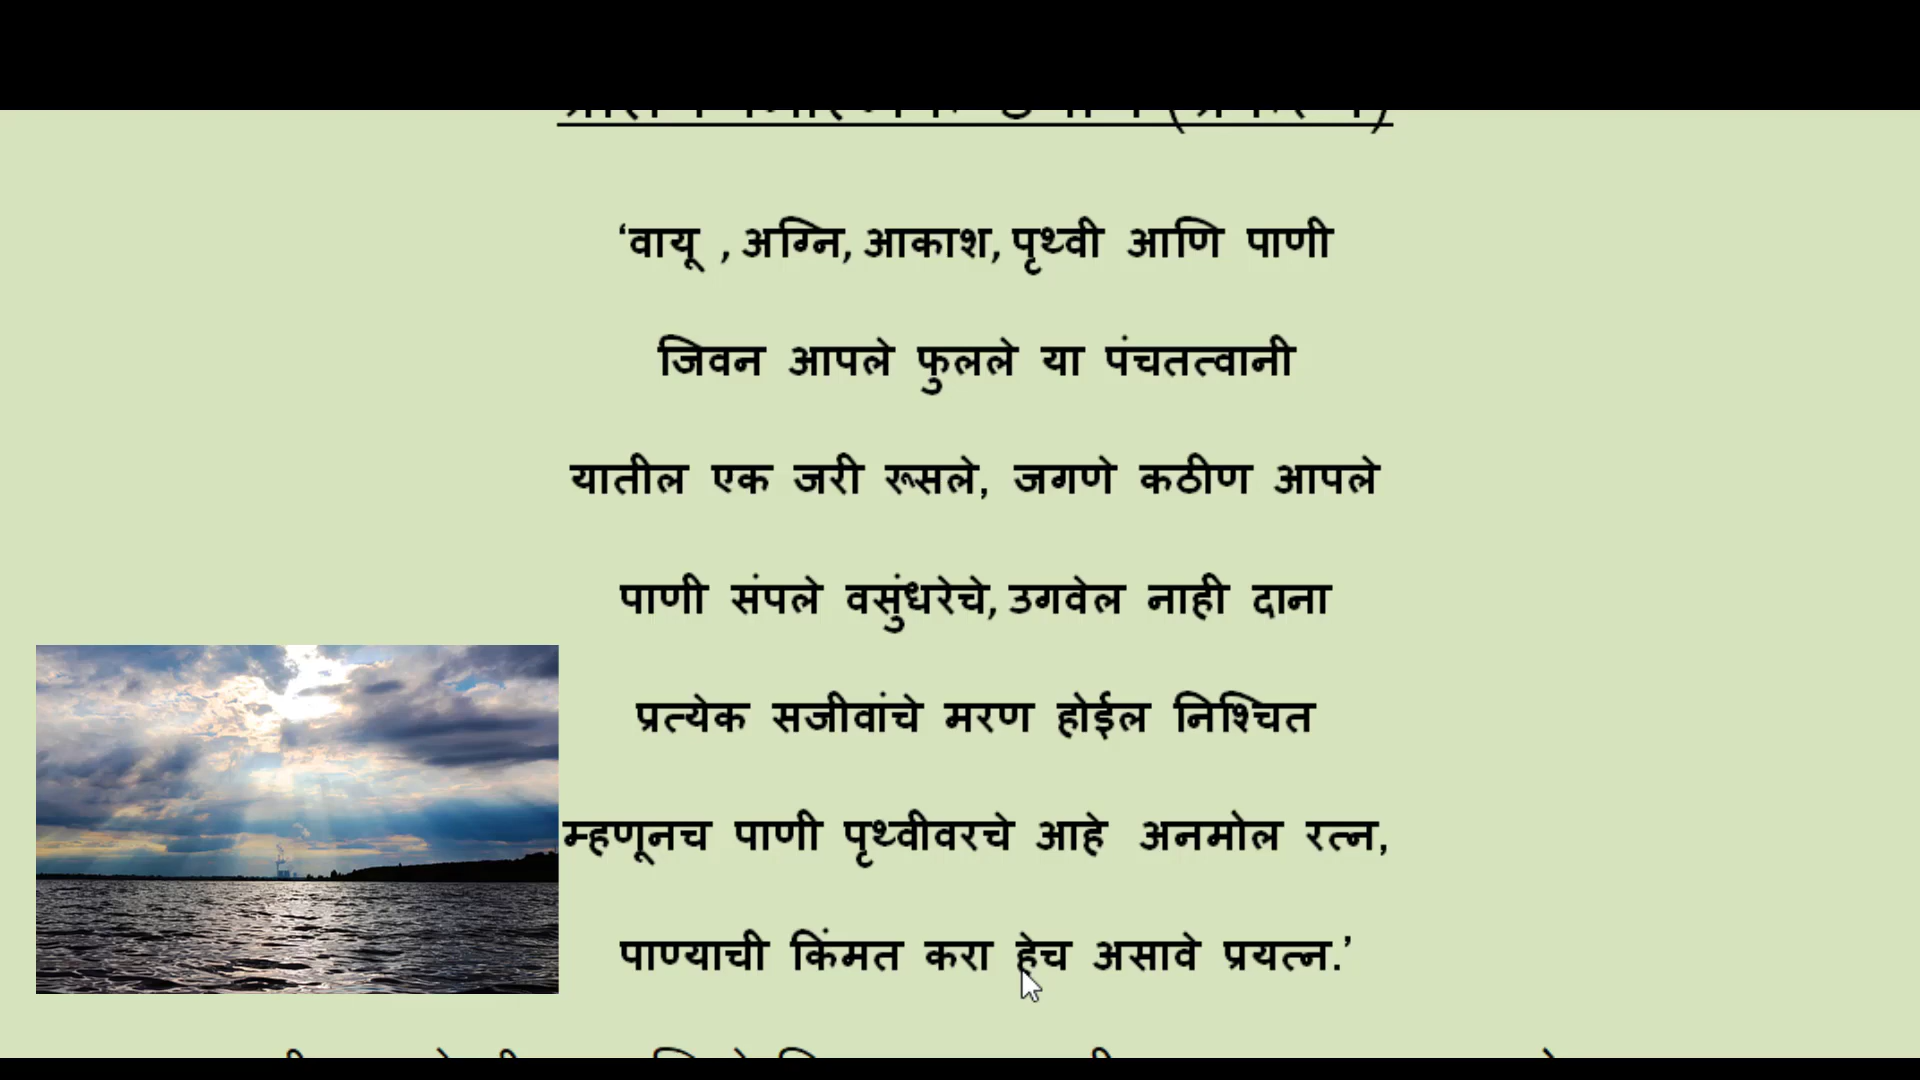 ‘वायू , अग्नि, आकाश, पृथ्वी आणि पाणी
जिवन आपले फुलले या पंचतत्वानी
यातील एक जरी रूसले, जगणे कठीण आपले
पाणी संपले वसुंधरेचे, उगवेल नाही दाना
प्रत्येक सजीवांचे मरण होईल निश्चित
म्हणूनच पाणी पृथ्वीवरचे आहे अनमोल रत्न,
पाण्याची किंमत करा हेच असावे प्रयत्न.’